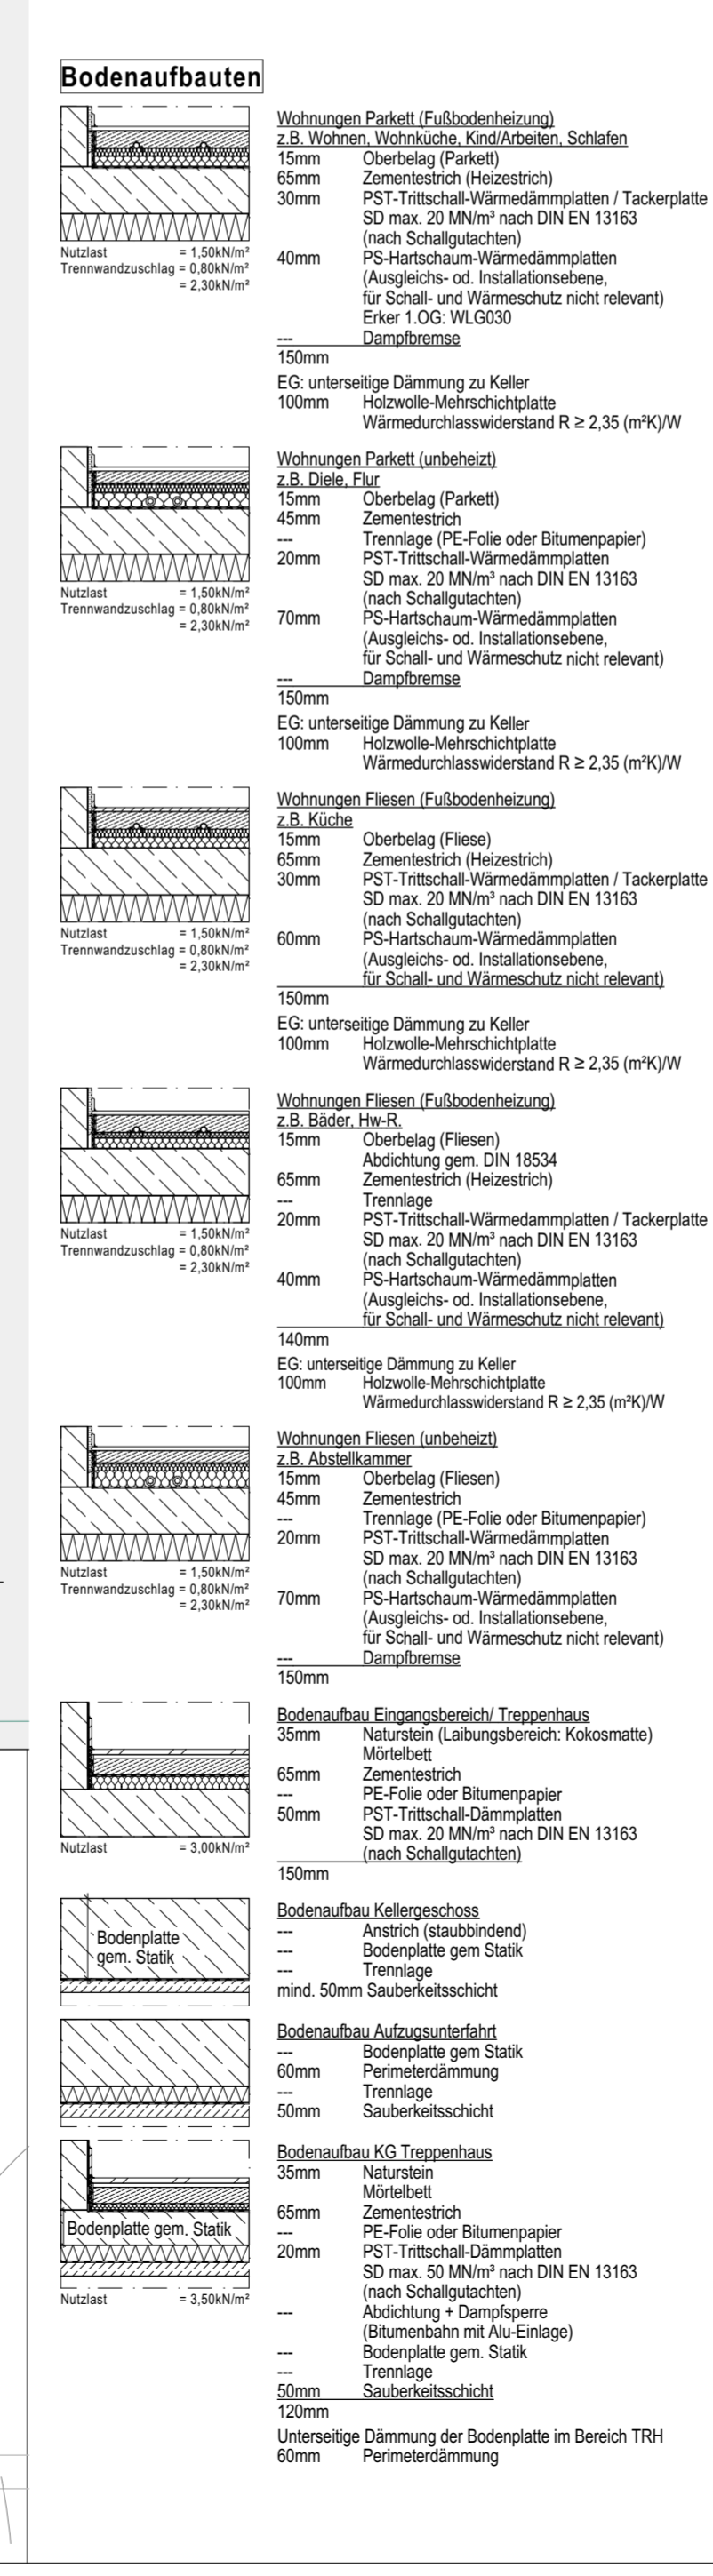 Bodenaufbauten
Wohnungen Parkett (Fußbodenheizung)
z.B. Wohnen, Wohnküche, Kind/Arbeiten, Schlafen
15mm Oberbelag (Parkett)
65mm Zementestrich (Heizestrich)
30mm PST-Trittschall-Wärmedämmplatten / Tackerplatte
SD max. 20 MN/m³ nach DIN EN 13163
(nach Schallgutachten)
40mm PS-Hartschaum-Wärmedämmplatten
(Ausgleichs- od. Installationsebene,
für Schall- und Wärmeschutz nicht relevant)
Erker 1.OG: WLG030
--- Dampfbremse
150mm
EG: unterseitige Dämmung zu Keller
100mm Holzwolle-Mehrschichtplatte
Wärmedurchlasswiderstand R ≥ 2,35 (m²K)/W
Nutzlast = 1,50kN/m²
Trennwandzuschlag = 0,80kN/m²
= 2,30kN/m²
Wohnungen Parkett (unbeheizt)
z.B. Diele, Flur
15mm Oberbelag (Parkett)
45mm Zementestrich
--- Trennlage (PE-Folie oder Bitumenpapier)
20mm PST-Trittschall-Wärmedämmplatten
SD max. 20 MN/m³ nach DIN EN 13163
(nach Schallgutachten)
70mm PS-Hartschaum-Wärmedämmplatten
(Ausgleichs- od. Installationsebene,
für Schall- und Wärmeschutz nicht relevant)
--- Dampfbremse
150mm
EG: unterseitige Dämmung zu Keller
100mm Holzwolle-Mehrschichtplatte
Wärmedurchlasswiderstand R ≥ 2,35 (m²K)/W
Nutzlast = 1,50kN/m²
Trennwandzuschlag = 0,80kN/m²
= 2,30kN/m²
Wohnungen Fliesen (Fußbodenheizung)
z.B. Küche
15mm Oberbelag (Fliese)
65mm Zementestrich (Heizestrich)
30mm PST-Trittschall-Wärmedämmplatten / Tackerplatte
SD max. 20 MN/m³ nach DIN EN 13163
(nach Schallgutachten)
60mm PS-Hartschaum-Wärmedämmplatten
(Ausgleichs- od. Installationsebene,
für Schall- und Wärmeschutz nicht relevant)
150mm
EG: unterseitige Dämmung zu Keller
100mm Holzwolle-Mehrschichtplatte
Wärmedurchlasswiderstand R ≥ 2,35 (m²K)/W
Nutzlast = 1,50kN/m²
Trennwandzuschlag = 0,80kN/m²
= 2,30kN/m²
Wohnungen Fliesen (Fußbodenheizung)
z.B. Bäder, Hw-R.
15mm Oberbelag (Fliesen)
Abdichtung gem. DIN 18534
65mm Zementestrich (Heizestrich)
--- Trennlage
20mm PST-Trittschall-Wärmedammplatten / Tackerplatte
SD max. 20 MN/m³ nach DIN EN 13163
(nach Schallgutachten)
40mm PS-Hartschaum-Wärmedämmplatten
(Ausgleichs- od. Installationsebene,
für Schall- und Wärmeschutz nicht relevant)
140mm
EG: unterseitige Dämmung zu Keller
100mm Holzwolle-Mehrschichtplatte
Wärmedurchlasswiderstand R ≥ 2,35 (m²K)/W
Nutzlast = 1,50kN/m²
Trennwandzuschlag = 0,80kN/m²
= 2,30kN/m²
Wohnungen Fliesen (unbeheizt)
z.B. Abstellkammer
15mm Oberbelag (Fliesen)
45mm Zementestrich
--- Trennlage (PE-Folie oder Bitumenpapier)
20mm PST-Trittschall-Wärmedämmplatten
SD max. 20 MN/m³ nach DIN EN 13163
(nach Schallgutachten)
70mm PS-Hartschaum-Wärmedämmplatten
(Ausgleichs- od. Installationsebene,
für Schall- und Wärmeschutz nicht relevant)
--- Dampfbremse
150mm
Nutzlast = 1,50kN/m²
Trennwandzuschlag = 0,80kN/m²
= 2,30kN/m²
Bodenaufbau Eingangsbereich/ Treppenhaus
35mm Naturstein (Laibungsbereich: Kokosmatte)
Mörtelbett
65mm Zementestrich
--- PE-Folie oder Bitumenpapier
50mm PST-Trittschall-Dämmplatten
SD max. 20 MN/m³ nach DIN EN 13163
(nach Schallgutachten)
150mm
Nutzlast = 3,00kN/m²
Bodenplatte
gem. Statik
Bodenaufbau Kellergeschoss
--- Anstrich (staubbindend)
--- Bodenplatte gem Statik
--- Trennlage
mind. 50mm Sauberkeitsschicht
Bodenaufbau Aufzugsunterfahrt
--- Bodenplatte gem Statik
60mm Perimeterdämmung
--- Trennlage
50mm Sauberkeitsschicht
Bodenaufbau KG Treppenhaus
35mm Naturstein
Mörtelbett
65mm Zementestrich
--- PE-Folie oder Bitumenpapier
20mm PST-Trittschall-Dämmplatten
SD max. 50 MN/m³ nach DIN EN 13163
(nach Schallgutachten)
--- Abdichtung + Dampfsperre
(Bitumenbahn mit Alu-Einlage)
--- Bodenplatte gem. Statik
--- Trennlage
50mm Sauberkeitsschicht
120mm
Unterseitige Dämmung der Bodenplatte im Bereich TRH
60mm Perimeterdämmung
Bodenplatte gem. Statik
Nutzlast = 3,50kN/m²